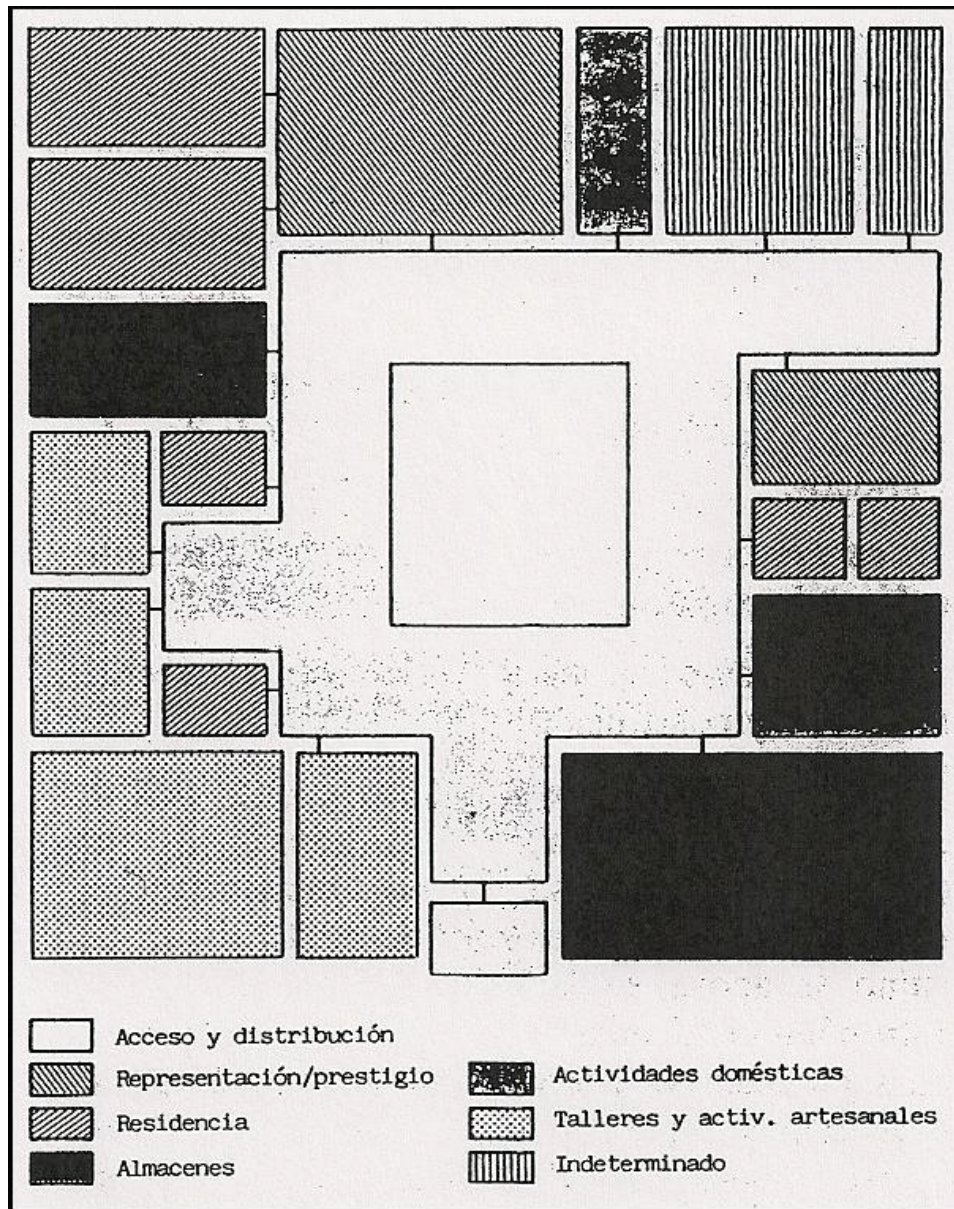 Acceso y distribución
Representación/prestigio
Residencia
Almacenes
Actividades domésticas
Talleres y activ. artesanales
Indeterminado